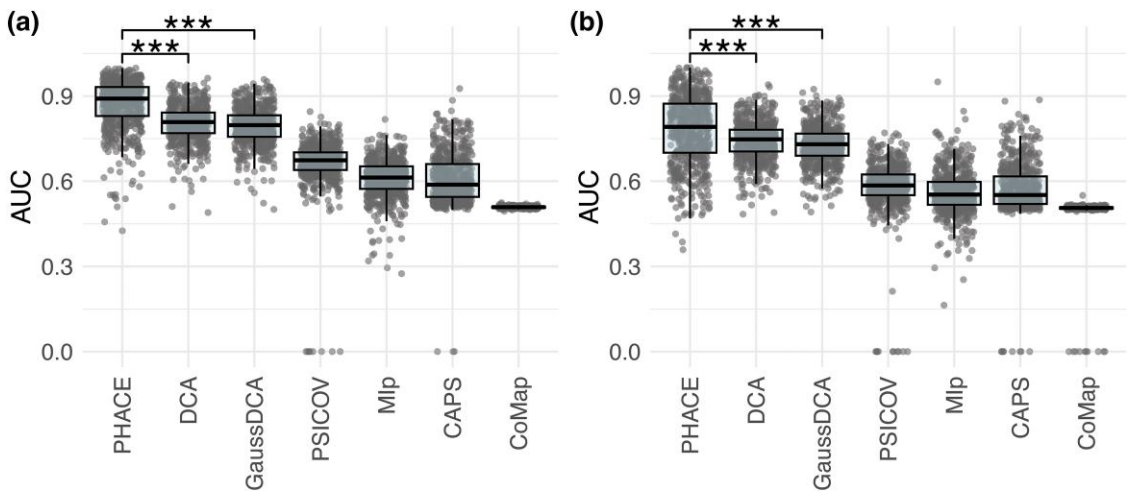 (a)
***
***
AUC
0.9
0.6
0.3
0.0
PHACE
DCA
GaussDCA
PSICOV
MIp
CAPS
CoMap
(b)
***
***
AUC
0.9
0.6
0.3
0.0
PHACE
DCA
GaussDCA
PSICOV
MIp
CAPS
CoMap